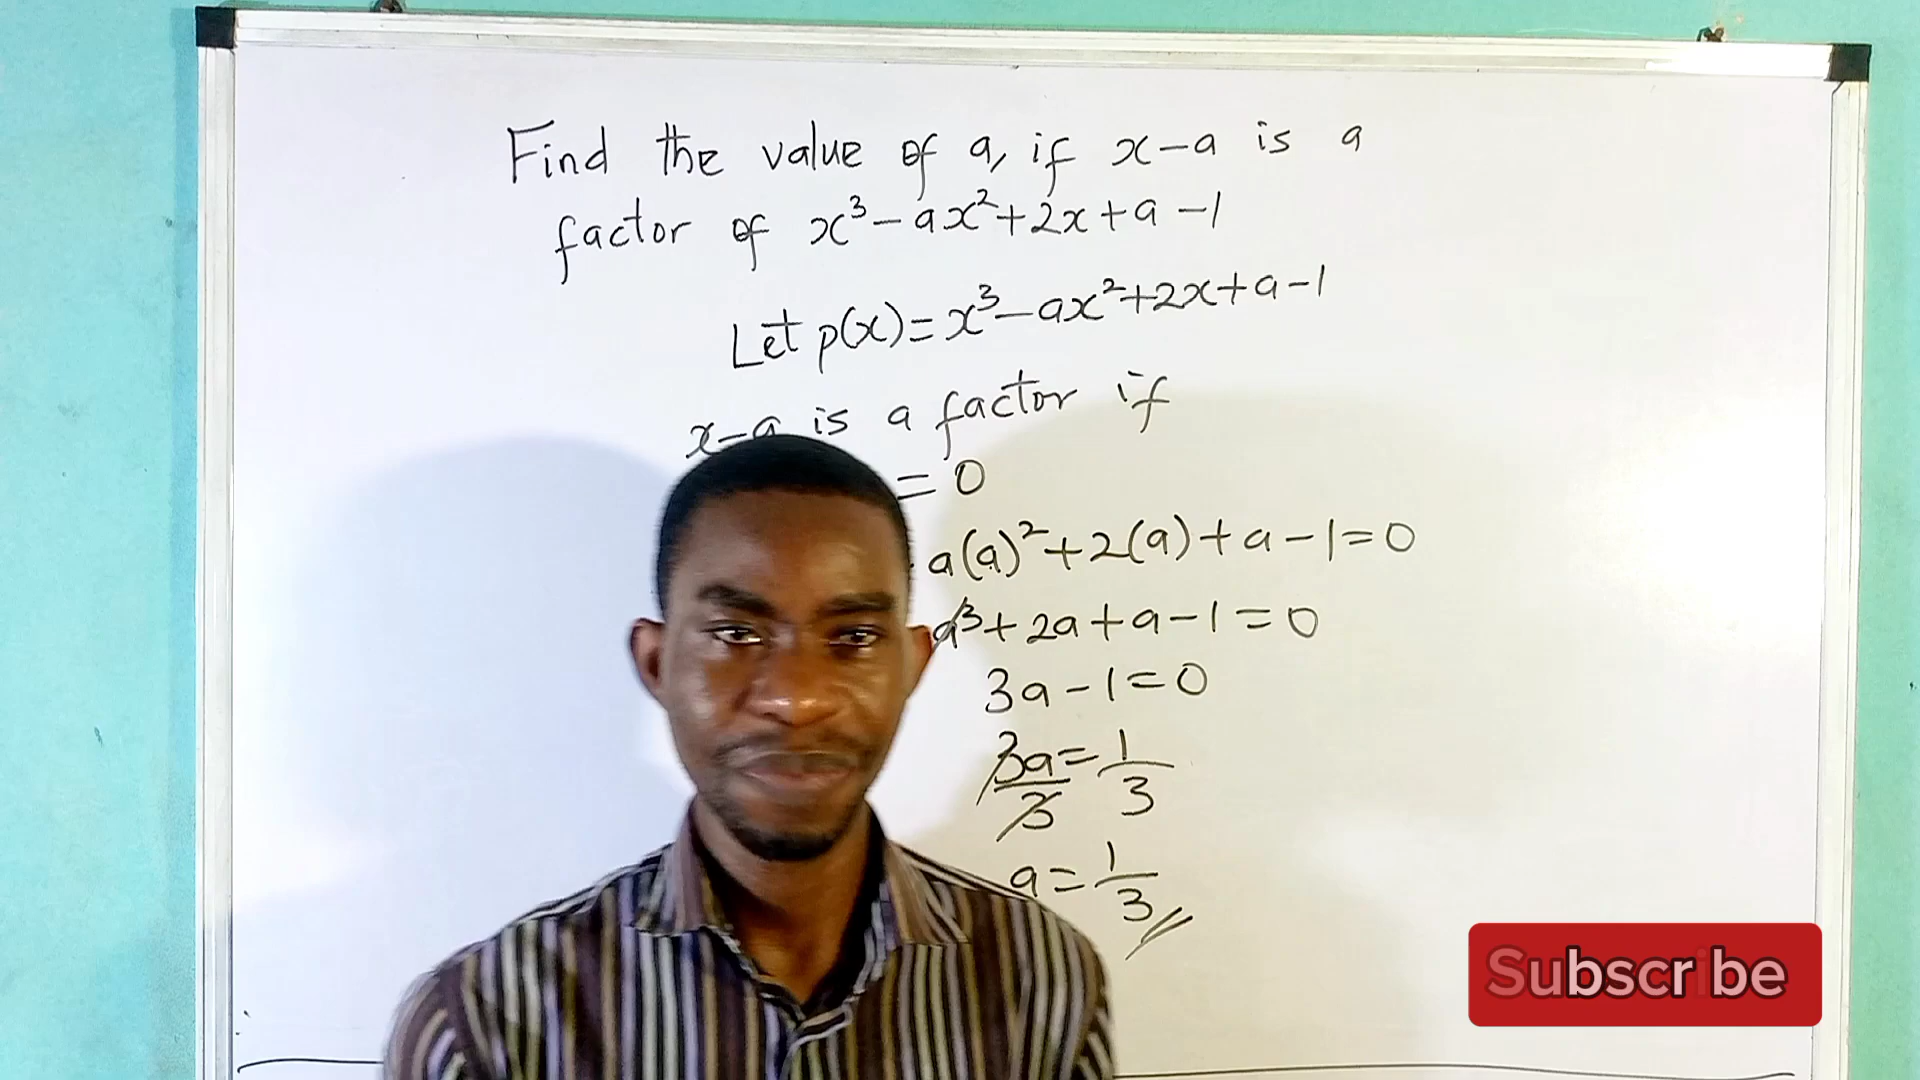 Find the value of a, if x-a is a
factor of x³-ax²+2x+a-1
Let p(x)=x³-ax²+2x+a-1
x-a is a factor if
=0
a(a)²+2(a)+a-1=0
a³+2a+a-1=0
3a-1=0
3a/3=1/3
a=1/3
Subscribe